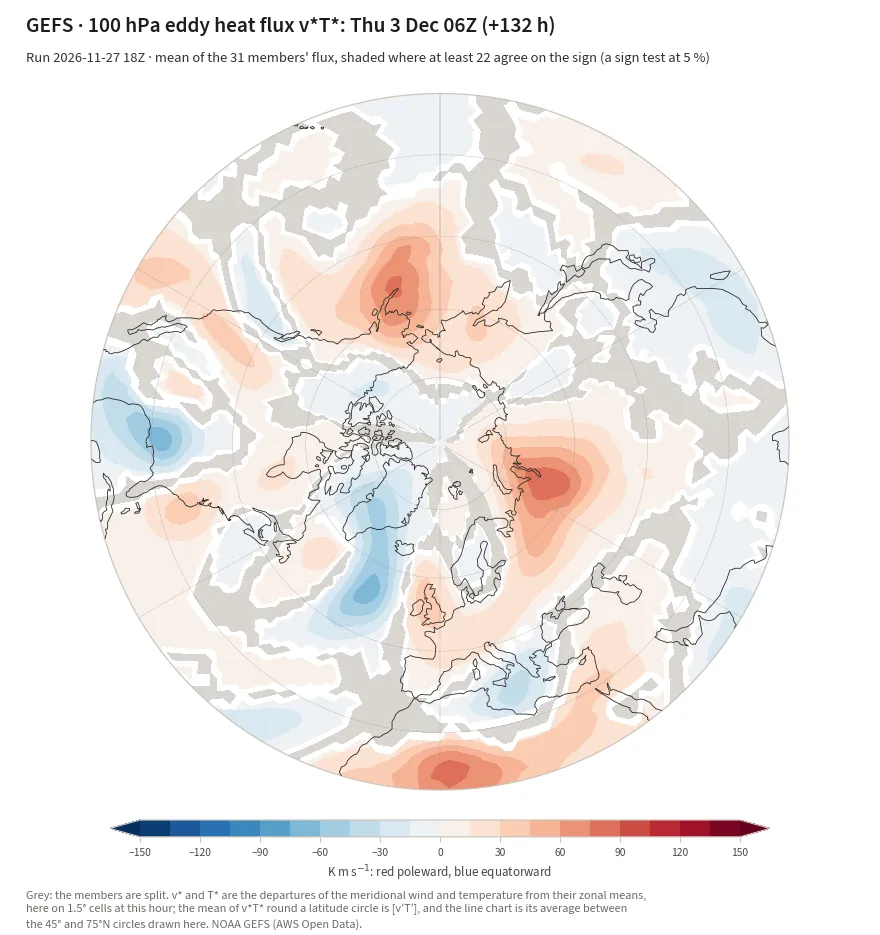 GEFS · 100 hPa eddy heat flux v*T*: Thu 3 Dec 06Z (+132 h)
Run 2026-11-27 18Z · mean of the 31 members' flux, shaded where at least 22 agree on the sign (a sign test at 5 %)
−150 −120 −90 −60 −30 0 30 60 90 120 150
K m s⁻¹: red poleward, blue equatorward
Grey: the members are split. v* and T* are the departures of the meridional wind and temperature from their zonal means,
here on 1.5° cells at this hour; the mean of v*T* round a latitude circle is [v'T'], and the line chart is its average between
the 45° and 75°N circles drawn here. NOAA GEFS (AWS Open Data).